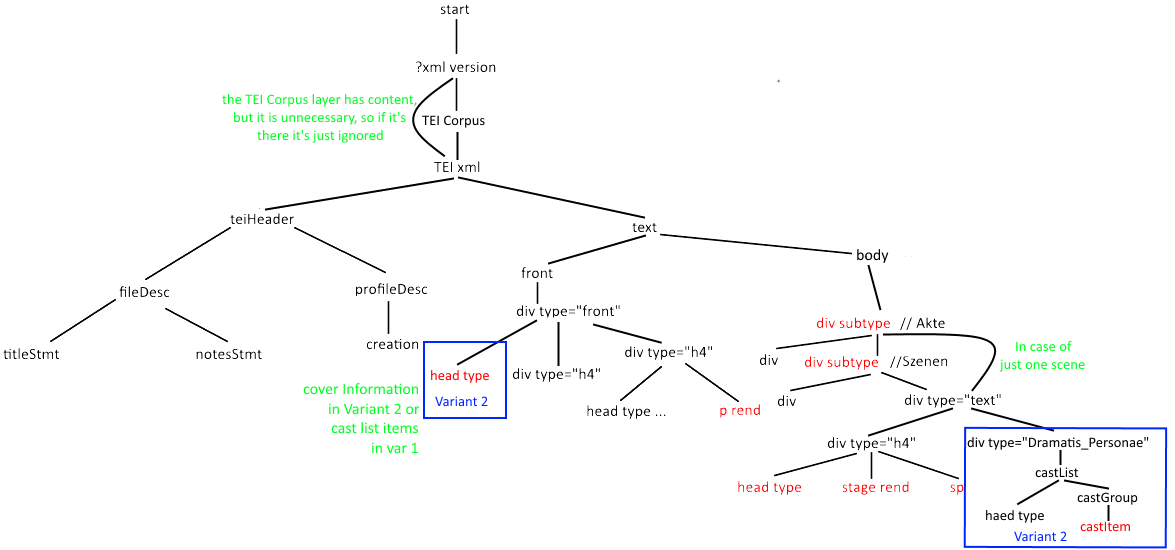 start
?xml version
the TEI Corpus layer has content,
but it is unnecessary, so if it's
there it's just ignored
TEI Corpus
TEI xml
teiHeader
text
body
fileDesc
profileDesc
front
titleStmt
notesStmt
creation
div type="front"
head type
Variant 2
div type="h4"
div type="h4"
head type ...
p rend
cover Information
in Variant 2 or
cast list items
in var 1
div subtype // Akte
div
div subtype //Szenen
In case of
just one scene
div
div type="text"
div type="h4"
head type
stage rend
sp
div type="Dramatis_Personae"
castList
haed type
castGroup
castItem
Variant 2